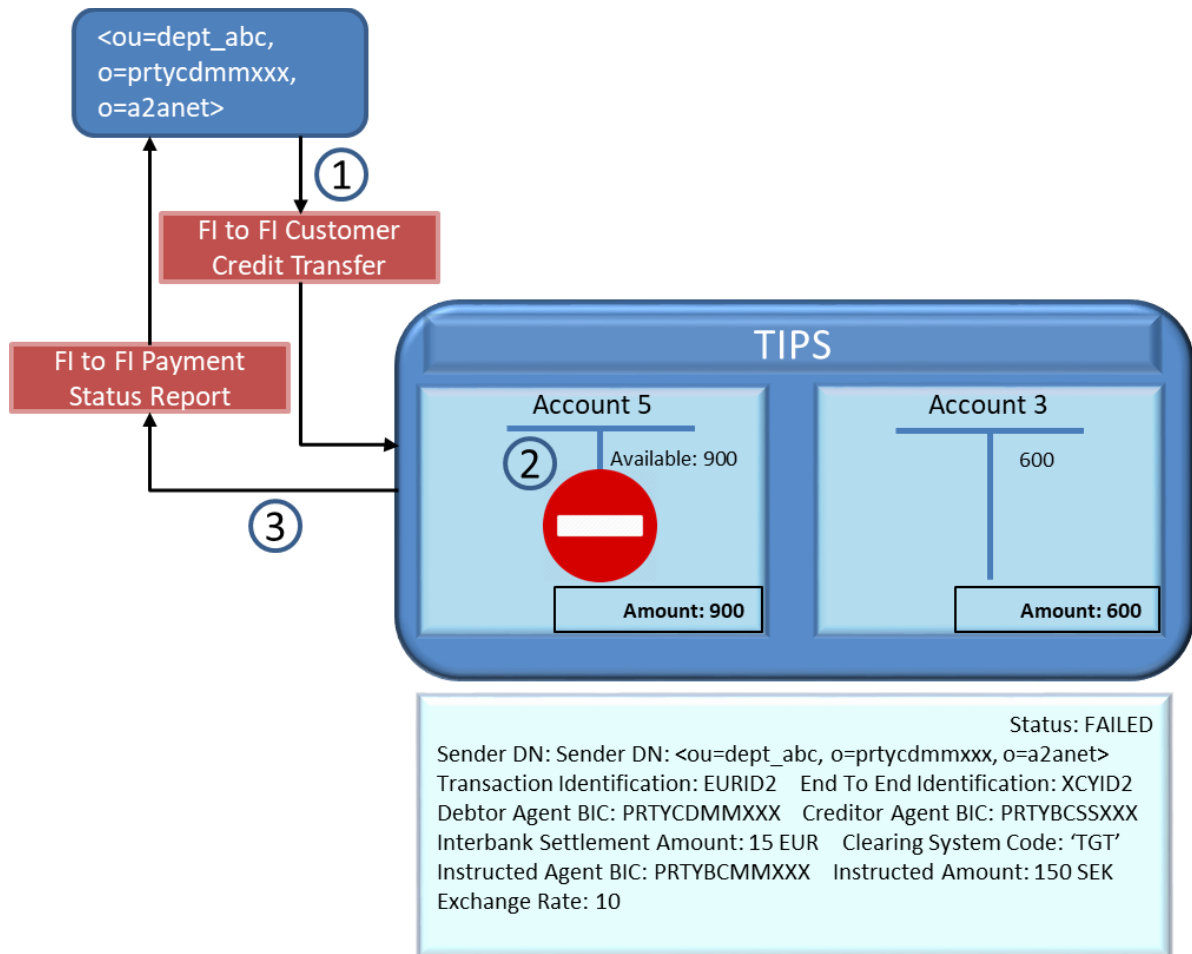 <ou=dept_abc,
o=prtycdmmxxx,
o=a2anet>
1
FI to FI Customer
Credit Transfer
TIPS
FI to FI Payment
Status Report
Account 5
Account 3
2
Available: 900
600
3
Amount: 900
Amount: 600
Status: FAILED
Sender DN: Sender DN: <ou=dept_abc, o=prtycdmmxxx, o=a2anet>
Transaction Identification: EURID2 End To End Identification: XCYID2
Debtor Agent BIC: PRTYCDMMXXX Creditor Agent BIC: PRTYBCSSXXX
Interbank Settlement Amount: 15 EUR Clearing System Code: ‘TGT’
Instructed Agent BIC: PRTYBCMMXXX Instructed Amount: 150 SEK
Exchange Rate: 10